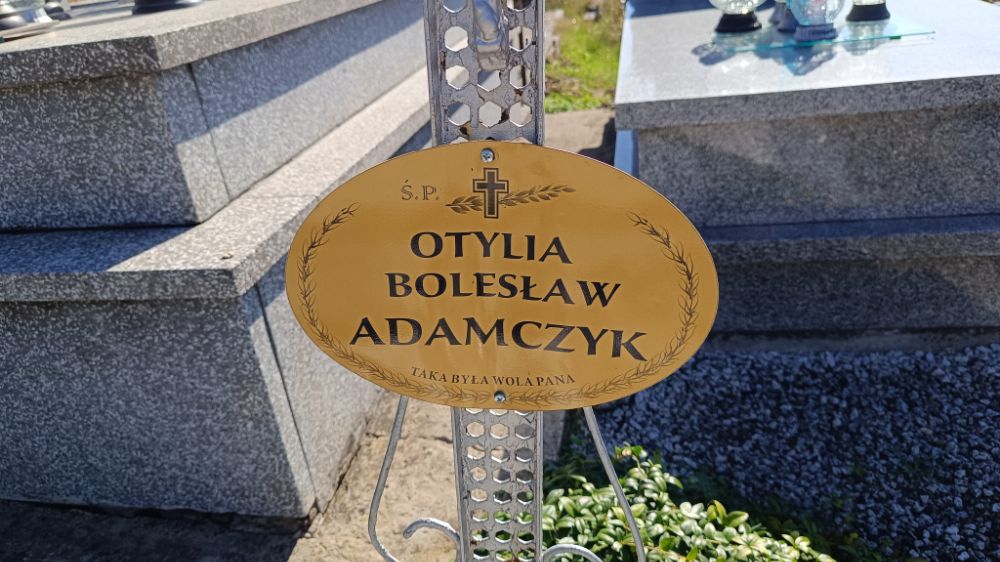 Ś.P.
OTYLIA
BOLESŁAW
ADAMCZYK
TAKA BYŁA WOLA PANA